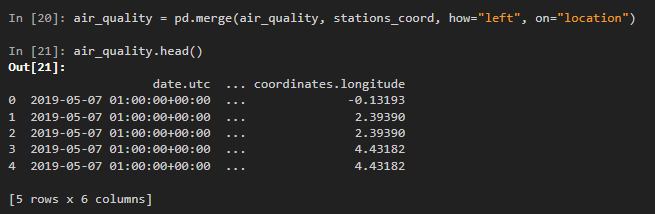 In [20]: air_quality = pd.merge(air_quality, stations_coord, how="left", on="location")
In [21]: air_quality.head()
Out[21]:
date.utc ... coordinates.longitude
0 2019-05-07 01:00:00+00:00 ... -0.13193
1 2019-05-07 01:00:00+00:00 ... 2.39390
2 2019-05-07 01:00:00+00:00 ... 2.39390
3 2019-05-07 01:00:00+00:00 ... 4.43182
4 2019-05-07 01:00:00+00:00 ... 4.43182
[5 rows x 6 columns]